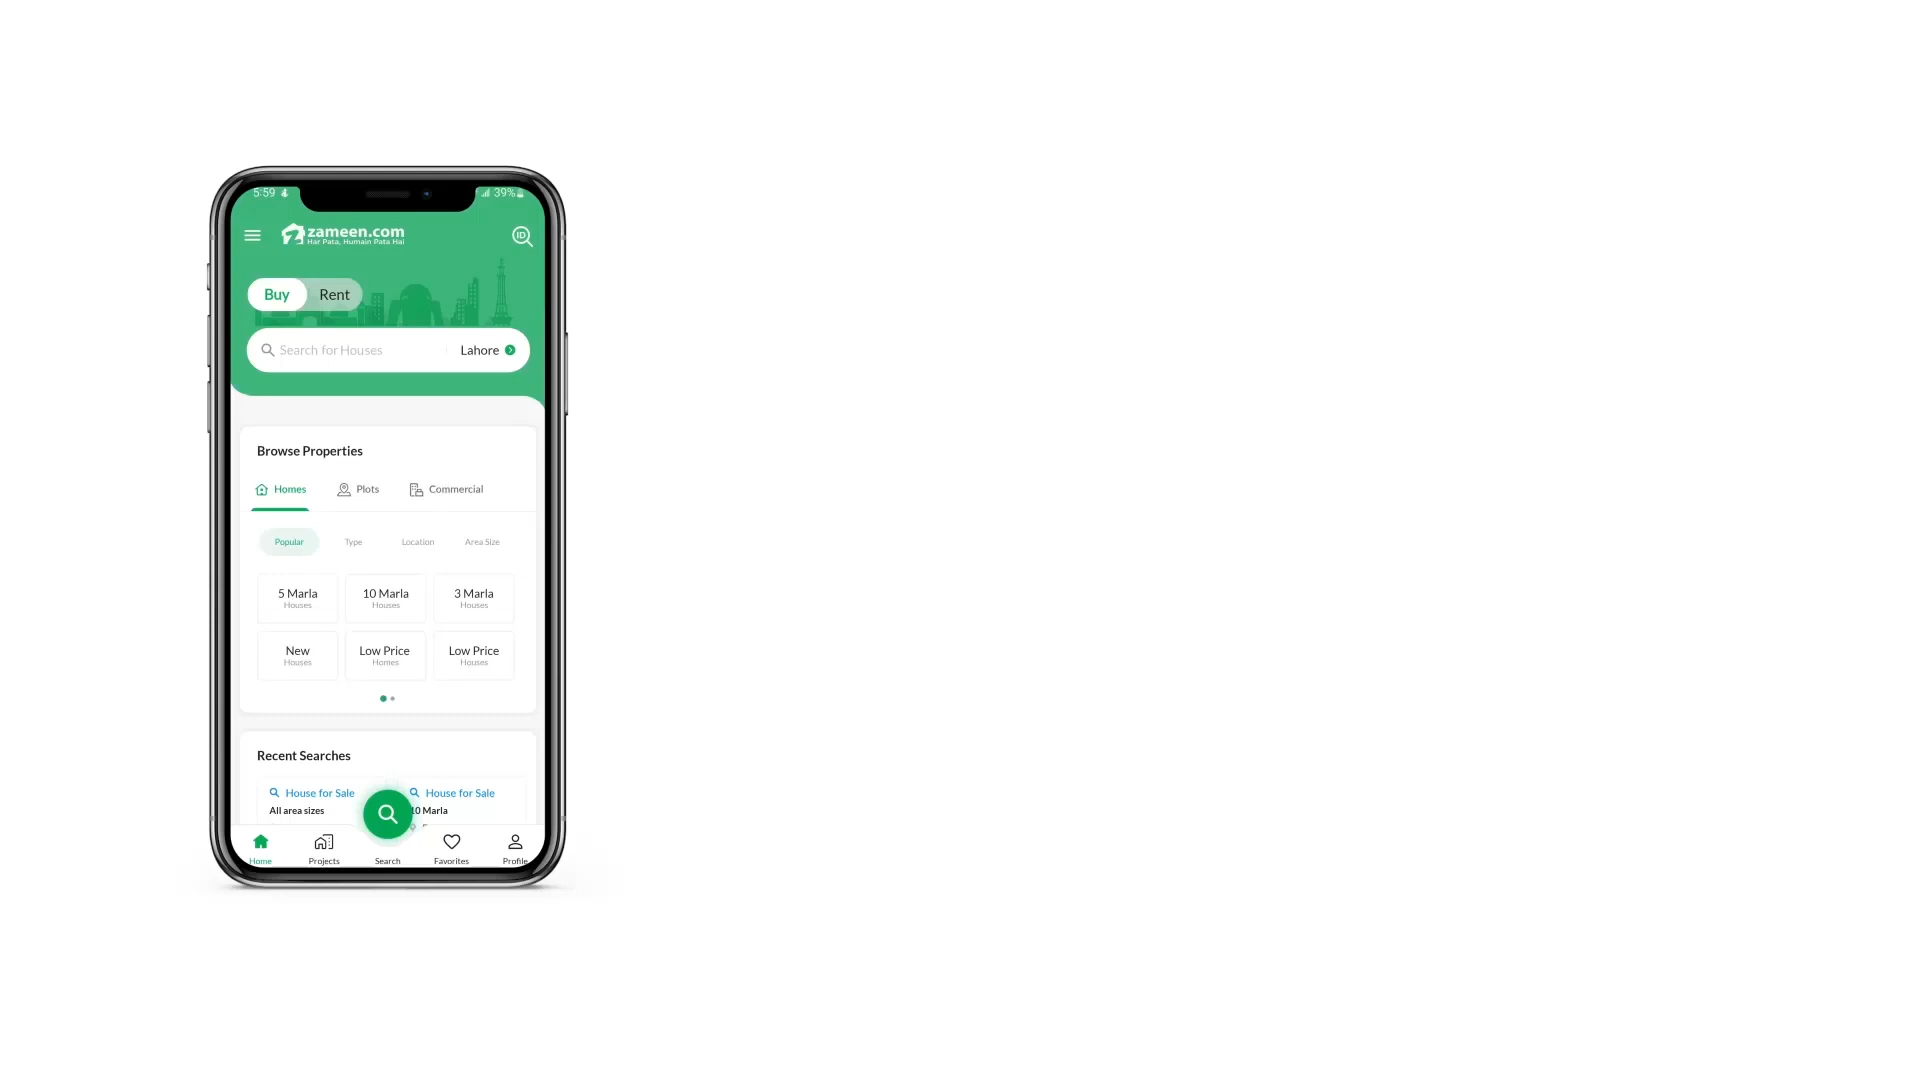 5:59
39%
zameen.com
Har Pata, Humain Pata Hai
ID
Buy Rent
Search for Houses Lahore
Browse Properties
Homes Plots Commercial
Popular Type Location Area Size
5 Marla 10 Marla 3 Marla
Houses Houses Houses
New Low Price Low Price
Houses Homes Houses
Recent Searches
House for Sale House for Sale
All area sizes 10 Marla
Home Projects Search Favorites Profile